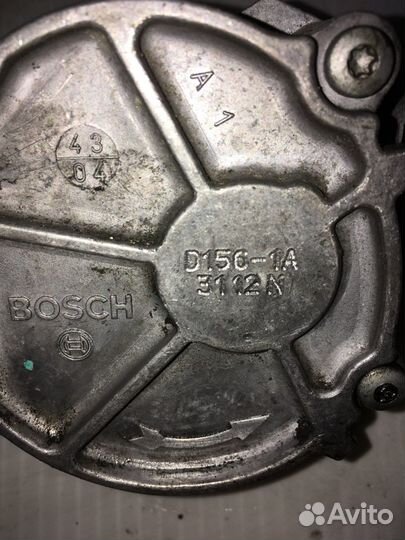 A 1
43
04
D156-1A
3112N
BOSCH
Avito